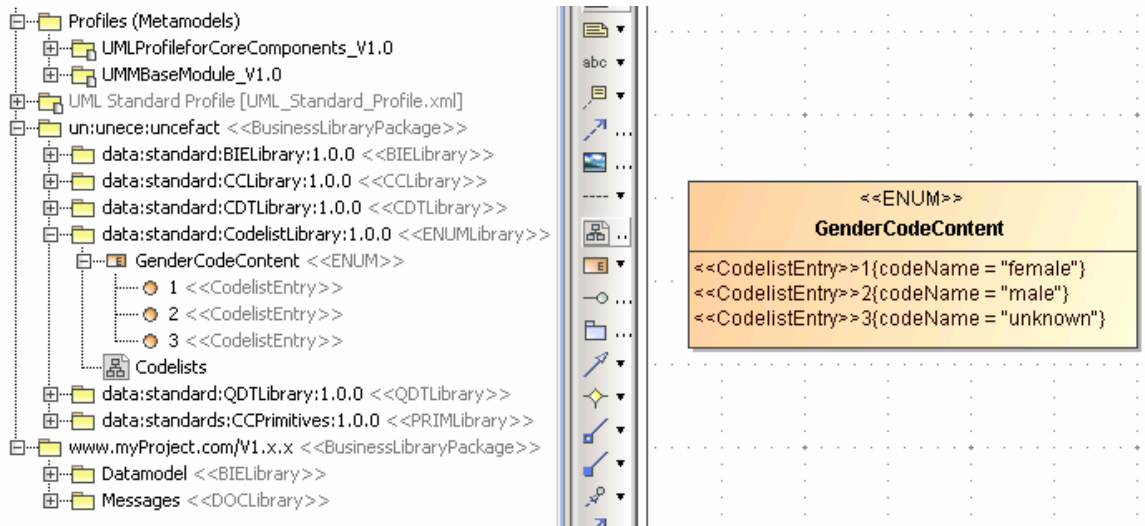 Profiles (Metamodels)
UMLProfileforCoreComponents_V1.0
UMMBaseModule_V1.0
UML Standard Profile [UML_Standard_Profile.xml]
un:unece:uncefact <<BusinessLibraryPackage>>
data:standard:BIELibrary:1.0.0 <<BIELibrary>>
data:standard:CCLibrary:1.0.0 <<CCLibrary>>
data:standard:CDTLibrary:1.0.0 <<CDTLibrary>>
data:standard:CodelistLibrary:1.0.0 <<ENUMLibrary>>
GenderCodeContent <<ENUM>>
1 <<CodelistEntry>>
2 <<CodelistEntry>>
3 <<CodelistEntry>>
Codelists
data:standard:QDTLibrary:1.0.0 <<QDTLibrary>>
data:standards:CCPrimitives:1.0.0 <<PRIMLibrary>>
www.myProject.com/V1.x.x <<BusinessLibraryPackage>>
Datamodel <<BIELibrary>>
Messages <<DOCLibrary>>
abc
<<ENUM>>
GenderCodeContent
<<CodelistEntry>>1{codeName = "female"}
<<CodelistEntry>>2{codeName = "male"}
<<CodelistEntry>>3{codeName = "unknown"}